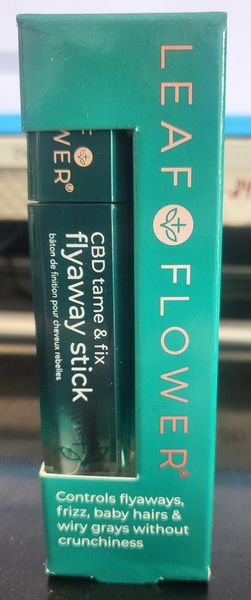 LEAF FLOWER®
F
WER®
CBD tame & fix
flyaway stick
bâton de finition pour cheveux rebelles
Controls flyaways,
frizz, baby hairs &
wiry grays without
crunchiness